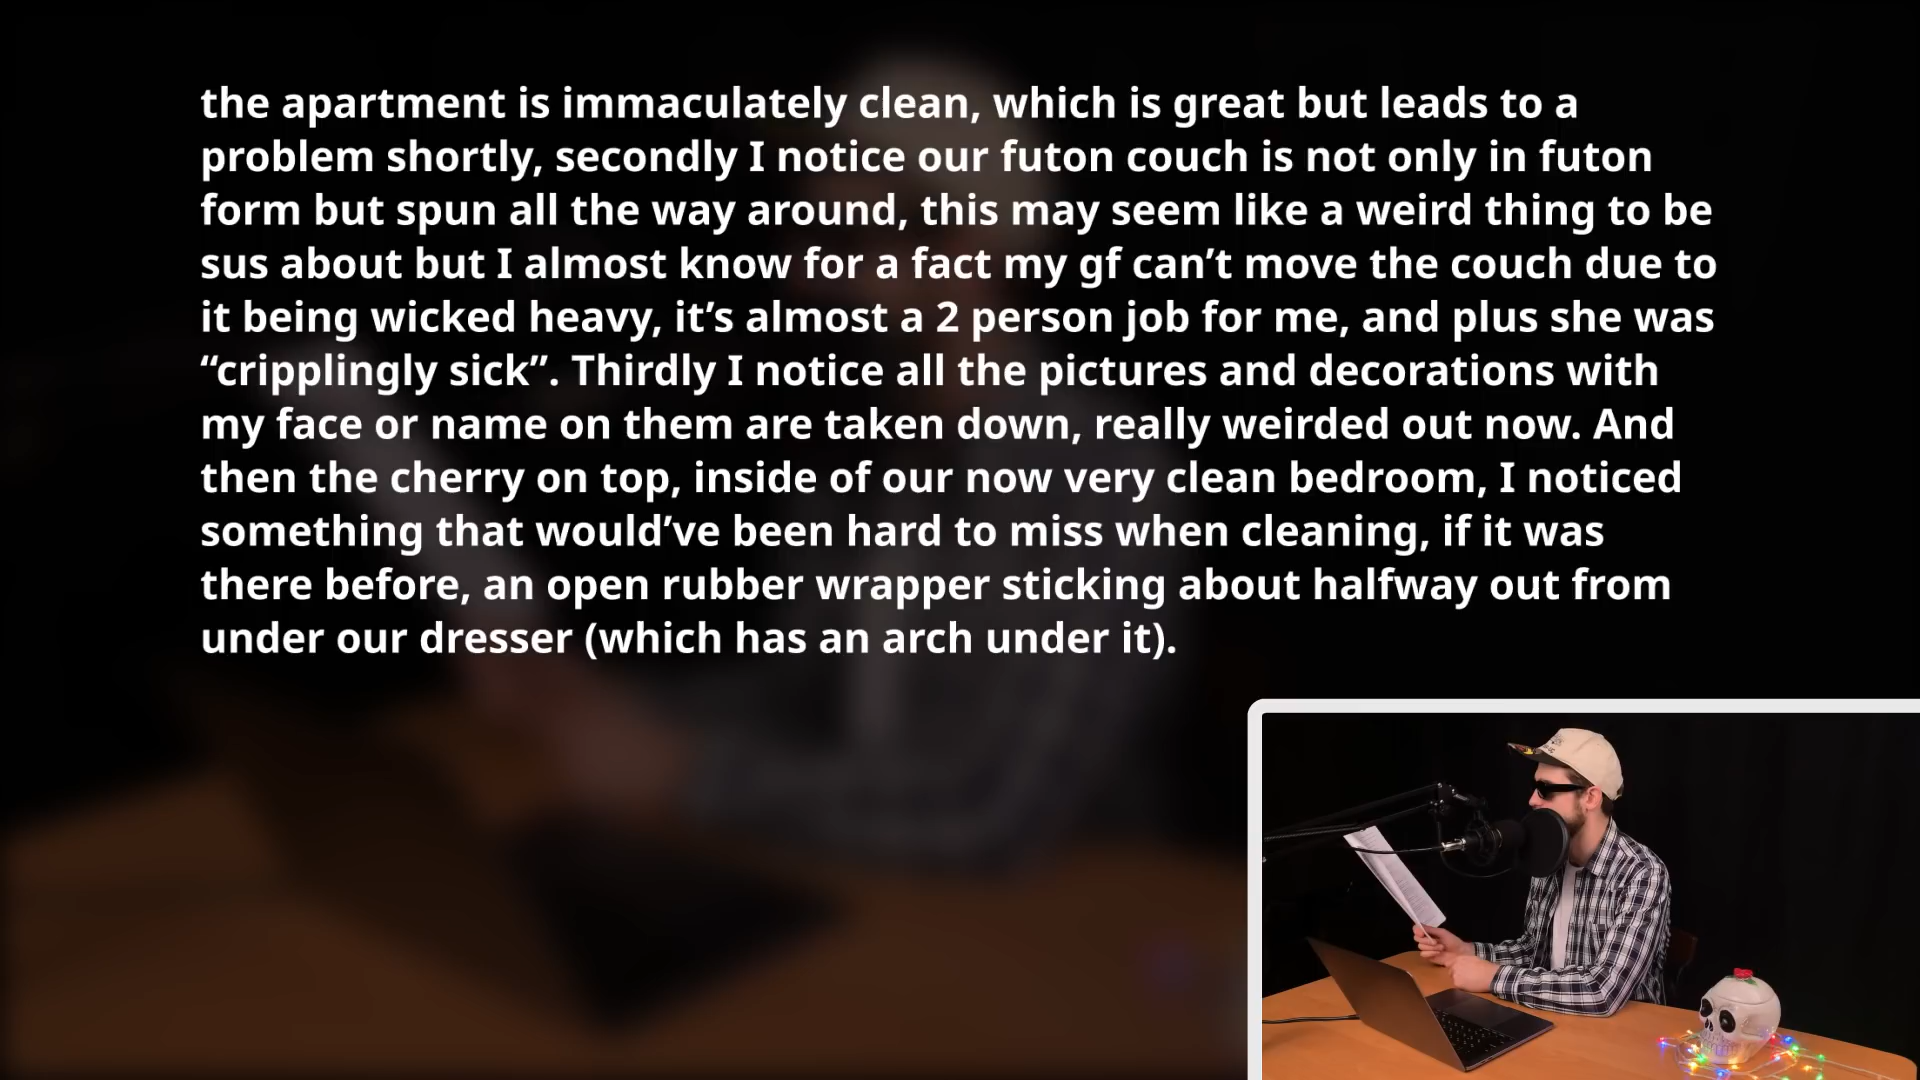 the apartment is immaculately clean, which is great but leads to a
problem shortly, secondly I notice our futon couch is not only in futon
form but spun all the way around, this may seem like a weird thing to be
sus about but I almost know for a fact my gf can’t move the couch due to
it being wicked heavy, it’s almost a 2 person job for me, and plus she was
“cripplingly sick”. Thirdly I notice all the pictures and decorations with
my face or name on them are taken down, really weirded out now. And
then the cherry on top, inside of our now very clean bedroom, I noticed
something that would’ve been hard to miss when cleaning, if it was
there before, an open rubber wrapper sticking about halfway out from
under our dresser (which has an arch under it).